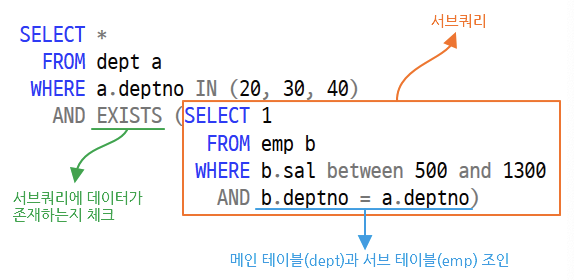 서브쿼리
SELECT *
FROM dept a
WHERE a.deptno IN (20, 30, 40)
AND EXISTS (SELECT 1
FROM emp b
WHERE b.sal between 500 and 1300
AND b.deptno = a.deptno)
서브쿼리에 데이터가
존재하는지 체크
메인 테이블(dept)과 서브 테이블(emp) 조인